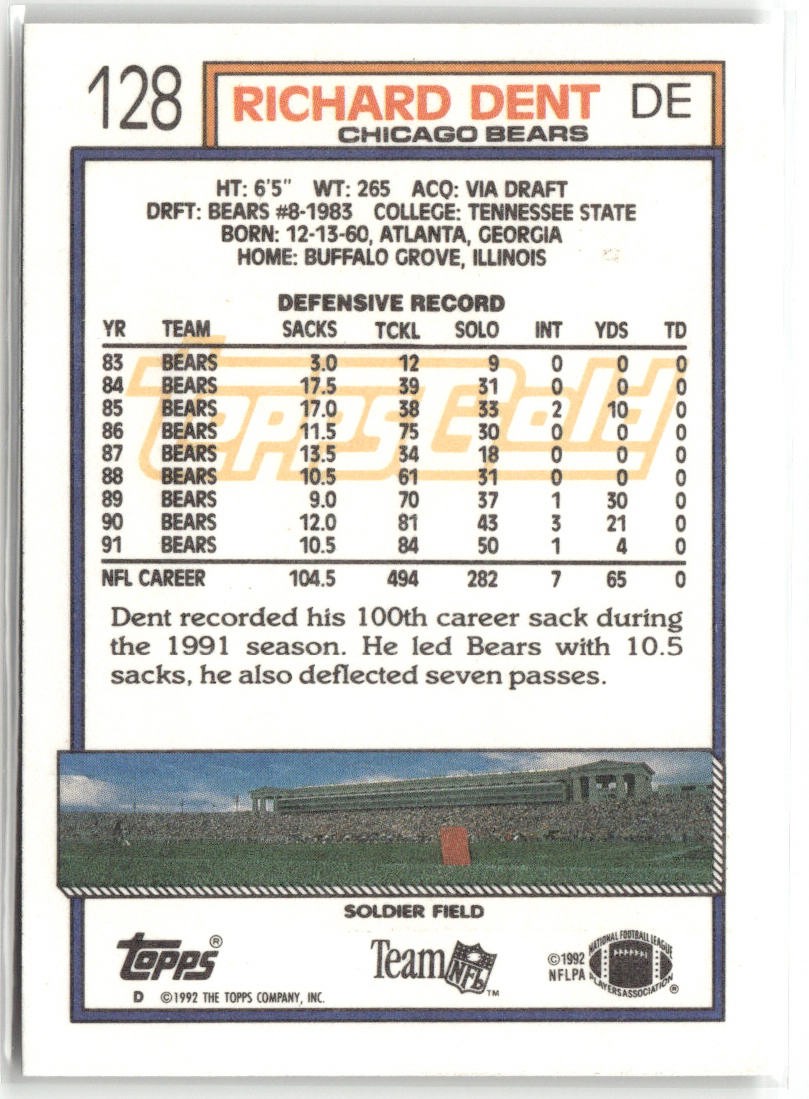 128 RICHARD DENT DE
CHICAGO BEARS
HT: 6'5" WT: 265 ACQ: VIA DRAFT
DRFT: BEARS #8-1983 COLLEGE: TENNESSEE STATE
BORN: 12-13-60, ATLANTA, GEORGIA
HOME: BUFFALO GROVE, ILLINOIS
DEFENSIVE RECORD
YR TEAM SACKS TCKL SOLO INT YDS TD
83 BEARS 3.0 12 9 0 0 0
84 BEARS 17.5 39 31 0 0 0
85 BEARS 17.0 38 33 2 10 0
86 BEARS 11.5 75 30 0 0 0
87 BEARS 13.5 34 18 0 0 0
88 BEARS 10.5 61 31 0 0 0
89 BEARS 9.0 70 37 1 30 0
90 BEARS 12.0 81 43 3 21 0
91 BEARS 10.5 84 50 1 4 0
NFL CAREER 104.5 494 282 7 65 0
ToppsGold
Dent recorded his 100th career sack during
the 1991 season. He led Bears with 10.5
sacks, he also deflected seven passes.
SOLDIER FIELD
TOPPS®
D ©1992 THE TOPPS COMPANY, INC.
Team NFL™
©1992
NFLPA
NATIONAL FOOTBALL LEAGUE
PLAYERS ASSOCIATION®